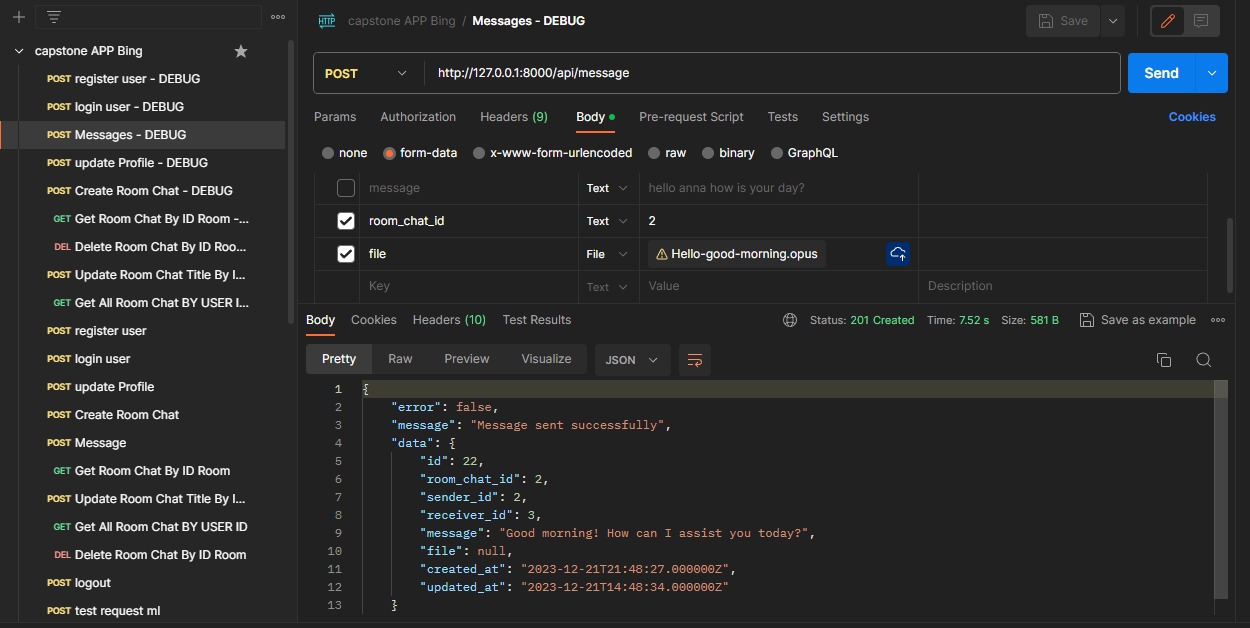 capstone APP Bing
POST register user - DEBUG
POST login user - DEBUG
POST Messages - DEBUG
POST update Profile - DEBUG
POST Create Room Chat - DEBUG
GET Get Room Chat By ID Room -...
DEL Delete Room Chat By ID Roo...
POST Update Room Chat Title By I...
GET Get All Room Chat BY USER I...
POST register user
POST login user
POST update Profile
POST Create Room Chat
POST Message
GET Get Room Chat By ID Room
POST Update Room Chat Title By I...
GET Get All Room Chat BY USER ID
DEL Delete Room Chat By ID Room
POST logout
POST test request ml
HTTP capstone APP Bing / Messages - DEBUG Save
POST http://127.0.0.1:8000/api/message Send
Params Authorization Headers (9) Body Pre-request Script Tests Settings Cookies
none form-data x-www-form-urlencoded raw binary GraphQL
message Text hello anna how is your day?
room_chat_id Text 2
file File Hello-good-morning.opus
Key Text Value Description
Body Cookies Headers (10) Test Results Status: 201 Created Time: 7.52 s Size: 581 B Save as example
Pretty Raw Preview Visualize JSON
1 {
2 "error": false,
3 "message": "Message sent successfully",
4 "data": {
5 "id": 22,
6 "room_chat_id": 2,
7 "sender_id": 2,
8 "receiver_id": 3,
9 "message": "Good morning! How can I assist you today?",
10 "file": null,
11 "created_at": "2023-12-21T21:48:27.000000Z",
12 "updated_at": "2023-12-21T14:48:34.000000Z"
13 }